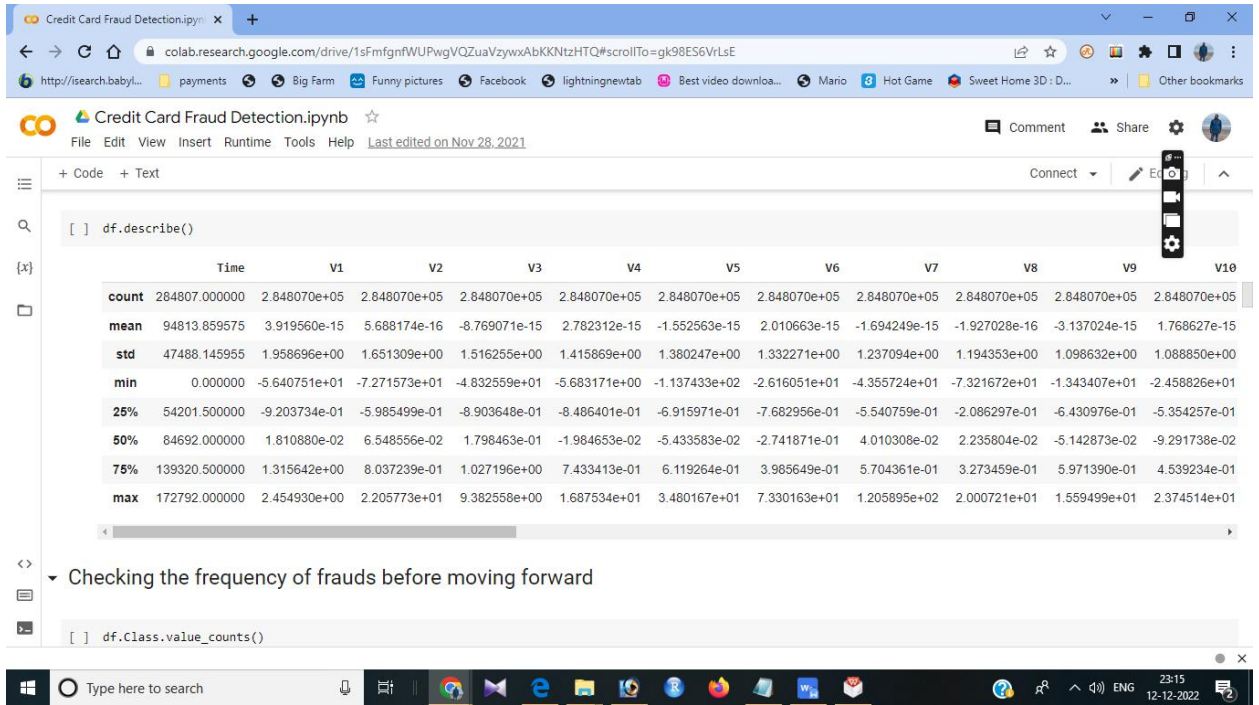 Credit Card Fraud Detection.ipyn
colab.research.google.com/drive/1sFmfgnfWUPwgVQZuaVzywxAbKKNtzHTQ#scrollTo=gk98ES6VrLsE
http://isearch.babyl... payments Big Farm Funny pictures Facebook lightningnewtab Best video downloa... Mario Hot Game Sweet Home 3D : D... » Other bookmarks
Credit Card Fraud Detection.ipynb
Comment Share
File Edit View Insert Runtime Tools Help Last edited on Nov 28, 2021
+ Code + Text Connect
[ ] df.describe()
Time V1 V2 V3 V4 V5 V6 V7 V8 V9 V10
count 284807.000000 2.848070e+05 2.848070e+05 2.848070e+05 2.848070e+05 2.848070e+05 2.848070e+05 2.848070e+05 2.848070e+05 2.848070e+05 2.848070e+05
mean 94813.859575 3.919560e-15 5.688174e-16 -8.769071e-15 2.782312e-15 -1.552563e-15 2.010663e-15 -1.694249e-15 -1.927028e-16 -3.137024e-15 1.768627e-15
std 47488.145955 1.958696e+00 1.651309e+00 1.516255e+00 1.415869e+00 1.380247e+00 1.332271e+00 1.237094e+00 1.194353e+00 1.098632e+00 1.088850e+00
min 0.000000 -5.640751e+01 -7.271573e+01 -4.832559e+01 -5.683171e+00 -1.137433e+02 -2.616051e+01 -4.355724e+01 -7.321672e+01 -1.343407e+01 -2.458826e+01
25% 54201.500000 -9.203734e-01 -5.985499e-01 -8.903648e-01 -8.486401e-01 -6.915971e-01 -7.682956e-01 -5.540759e-01 -2.086297e-01 -6.430976e-01 -5.354257e-01
50% 84692.000000 1.810880e-02 6.548556e-02 1.798463e-01 -1.984653e-02 -5.433583e-02 -2.741871e-01 4.010308e-02 2.235804e-02 -5.142873e-02 -9.291738e-02
75% 139320.500000 1.315642e+00 8.037239e-01 1.027196e+00 7.433413e-01 6.119264e-01 3.985649e-01 5.704361e-01 3.273459e-01 5.971390e-01 4.539234e-01
max 172792.000000 2.454930e+00 2.205773e+01 9.382558e+00 1.687534e+01 3.480167e+01 7.330163e+01 1.205895e+02 2.000721e+01 1.559499e+01 2.374514e+01
Checking the frequency of frauds before moving forward
[ ] df.Class.value_counts()
Type here to search
ENG
23:15
12-12-2022